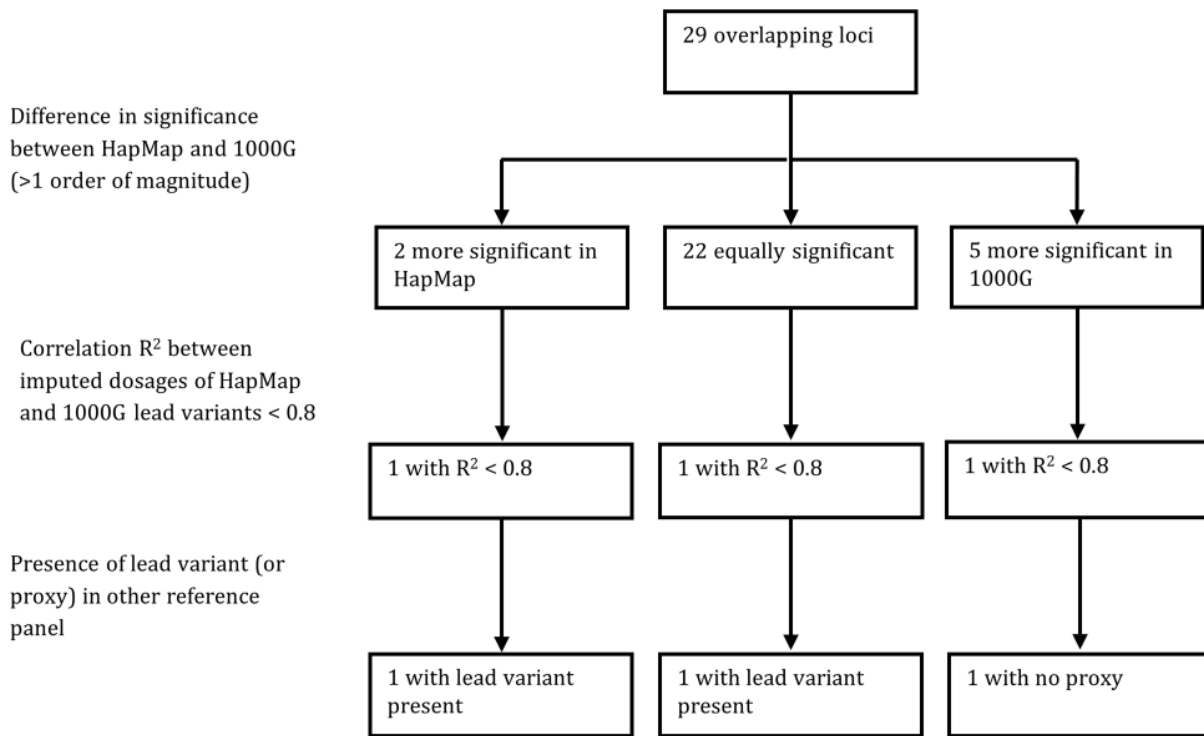 29 overlapping loci
Difference in significance
between HapMap and 1000G
(>1 order of magnitude)
2 more significant in
HapMap
22 equally significant
5 more significant in
1000G
Correlation R² between
imputed dosages of HapMap
and 1000G lead variants < 0.8
1 with R² < 0.8
1 with R² < 0.8
1 with R² < 0.8
Presence of lead variant (or
proxy) in other reference
panel
1 with lead variant
present
1 with lead variant
present
1 with no proxy